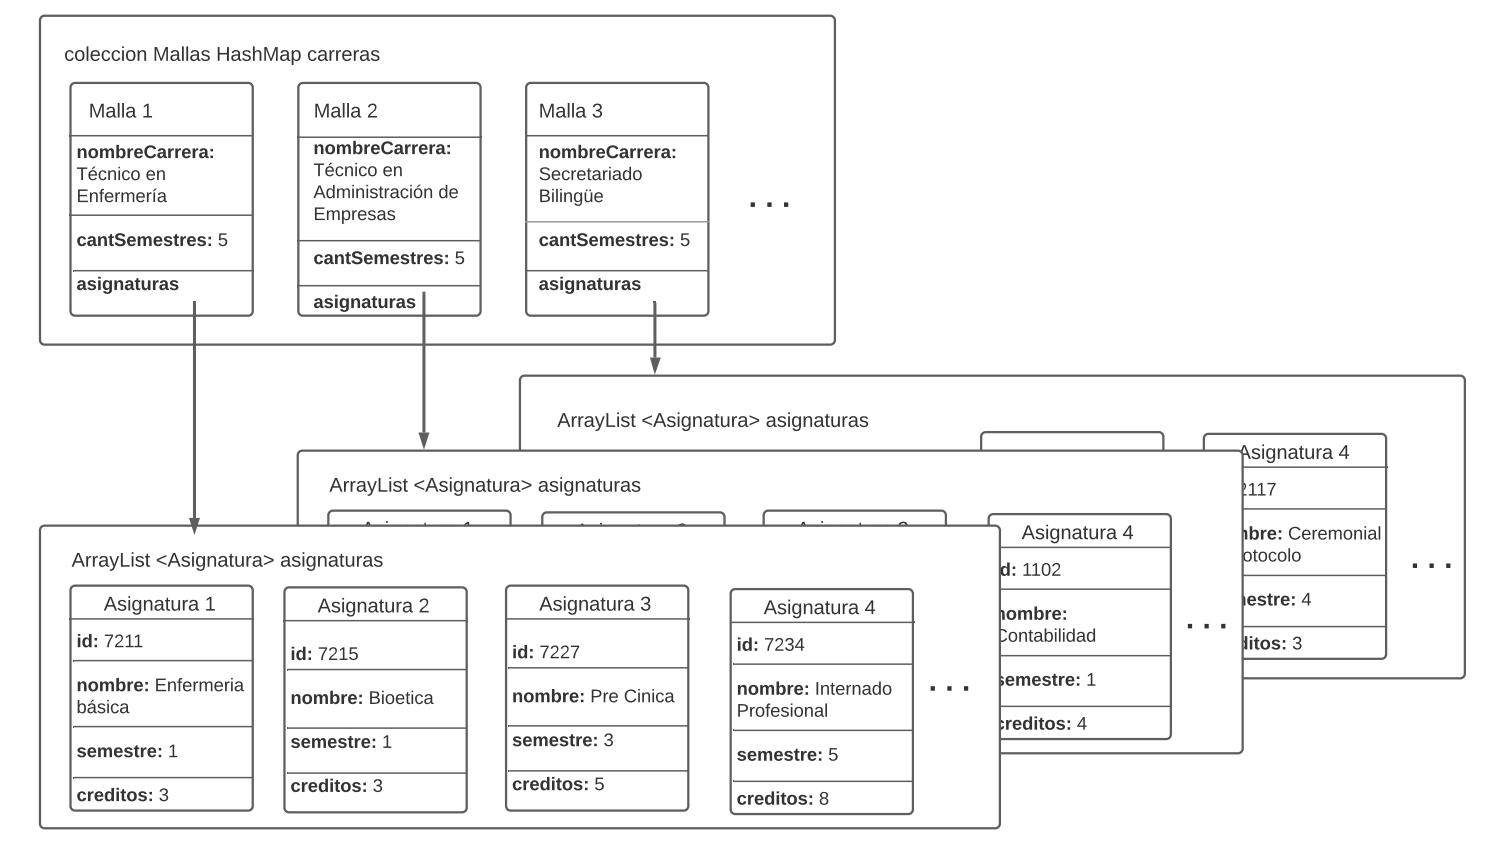 coleccion Mallas HashMap carreras
Malla 1
nombreCarrera:
Técnico en
Enfermería
cantSemestres: 5
asignaturas
Malla 2
nombreCarrera:
Técnico en
Administración de
Empresas
cantSemestres: 5
asignaturas
Malla 3
nombreCarrera:
Secretariado
Bilingüe
cantSemestres: 5
asignaturas
. . .
ArrayList <Asignatura> asignaturas
Asignatura 4
2117
Ceremonial
4
3
. . .
ArrayList <Asignatura> asignaturas
Asignatura 4
1102
nombre:
Contabilidad
semestre: 1
creditos: 4
. . .
ArrayList <Asignatura> asignaturas
Asignatura 1
id: 7211
nombre: Enfermeria
básica
semestre: 1
creditos: 3
Asignatura 2
id: 7215
nombre: Bioetica
semestre: 1
creditos: 3
Asignatura 3
id: 7227
nombre: Pre Cinica
semestre: 3
creditos: 5
Asignatura 4
id: 7234
nombre: Internado
Profesional
semestre: 5
creditos: 8
. . .